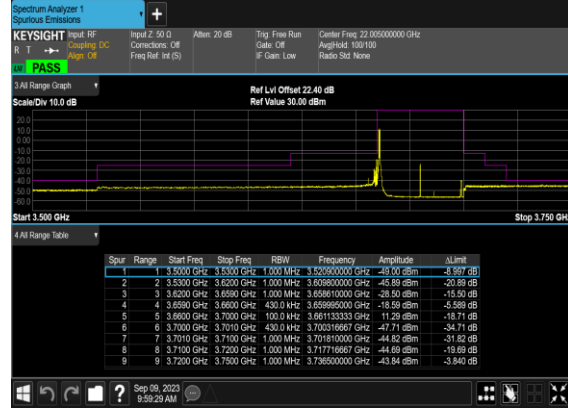 Spectrum Analyzer 1
Spurious Emissions
+
KEYSIGHT
R T
Input: RF
Coupling: DC
Align: Off
Input Z: 50 Ω
Corrections: Off
Freq Ref: Int (S)
Atten: 20 dB
Trig: Free Run
Gate: Off
IF Gain: Low
Center Freq: 22.005000000 GHz
Avg|Hold: 100/100
Radio Std: None
PASS
3 All Range Graph
Scale/Div 10.0 dB
Ref Lvl Offset 22.40 dB
Ref Value 30.00 dBm
20.0
10.0
0.00
-10.0
-20.0
-30.0
-40.0
-50.0
-60.0
Start 3.500 GHz
Stop 3.750 GHz
4 All Range Table
Spur Range Start Freq Stop Freq RBW Frequency Amplitude ΔLimit
1 1 3.5000 GHz 3.5300 GHz 1.000 MHz 3.520900000 GHz -49.00 dBm -8.997 dB
2 2 3.5300 GHz 3.6200 GHz 1.000 MHz 3.609800000 GHz -45.89 dBm -20.89 dB
3 3 3.6200 GHz 3.6590 GHz 1.000 MHz 3.658610000 GHz -28.50 dBm -15.50 dB
4 4 3.6590 GHz 3.6600 GHz 430.0 kHz 3.659995000 GHz -18.59 dBm -5.589 dB
5 5 3.6600 GHz 3.7000 GHz 100.0 kHz 3.661133333 GHz 11.29 dBm -18.71 dB
6 6 3.7000 GHz 3.7010 GHz 430.0 kHz 3.700316667 GHz -47.71 dBm -34.71 dB
7 7 3.7010 GHz 3.7100 GHz 1.000 MHz 3.701810000 GHz -44.82 dBm -31.82 dB
8 8 3.7100 GHz 3.7200 GHz 1.000 MHz 3.717716667 GHz -44.69 dBm -19.69 dB
9 9 3.7200 GHz 3.7500 GHz 1.000 MHz 3.736500000 GHz -43.84 dBm -3.840 dB
?
Sep 09, 2023
9:59:29 AM